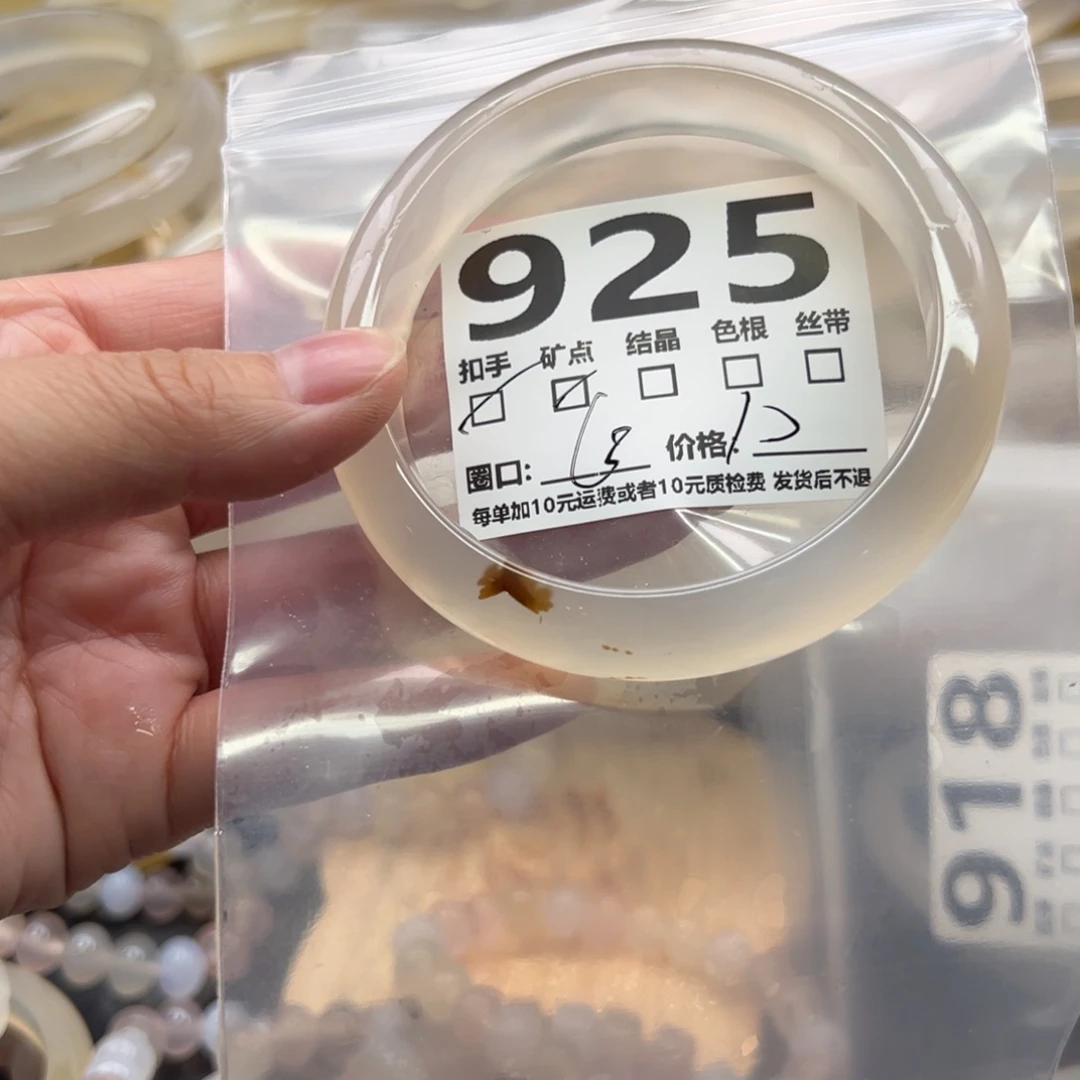 925
扣手 矿点 结晶 色根 丝带
圈口: 价格:
每单加10元运费或者10元质检费 发货后不退
918